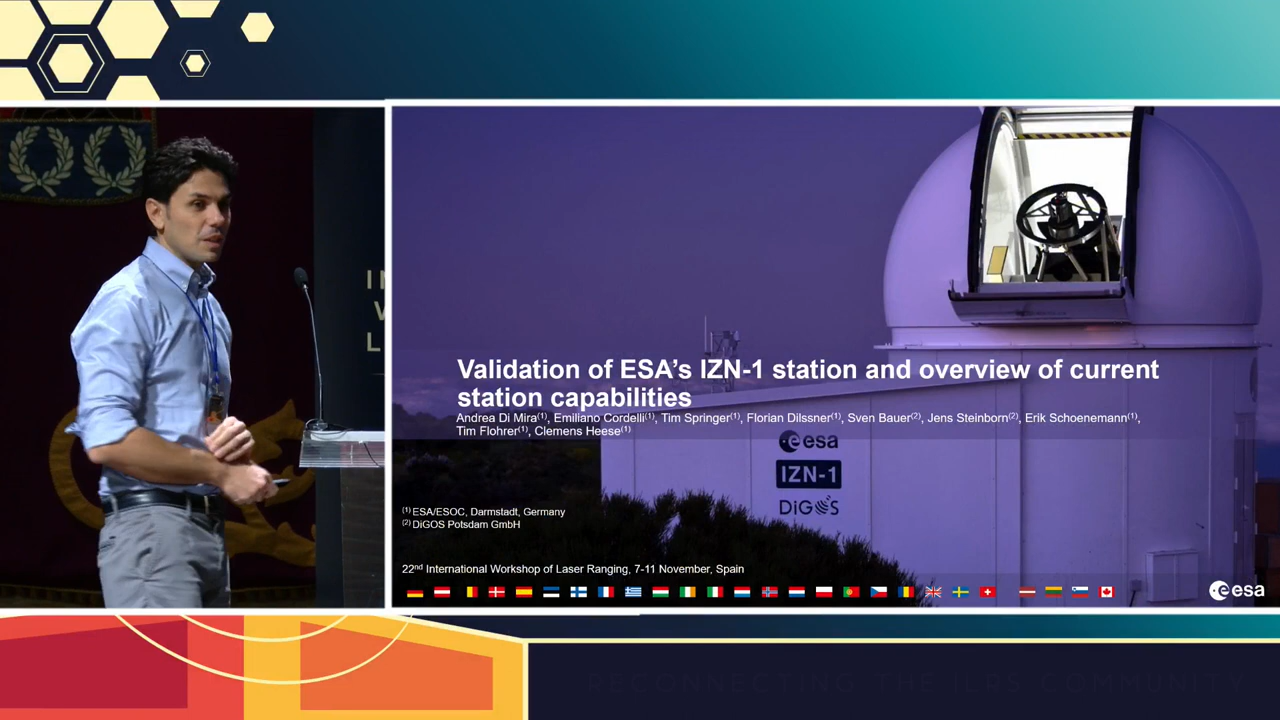 Validation of ESA’s IZN-1 station and overview of current
station capabilities
Andrea Di Mira(1), Emiliano Cordelli(1), Tim Springer(1), Florian Dilssner(1), Sven Bauer(2), Jens Steinborn(2), Erik Schoenemann(1),
Tim Flohrer(1), Clemens Heese(1)
esa
IZN-1
DiGOS
(1) ESA/ESOC, Darmstadt, Germany
(2) DiGOS Potsdam GmbH
22nd International Workshop of Laser Ranging, 7-11 November, Spain
esa
RECONNECTING THE ILRS COMMUNITY